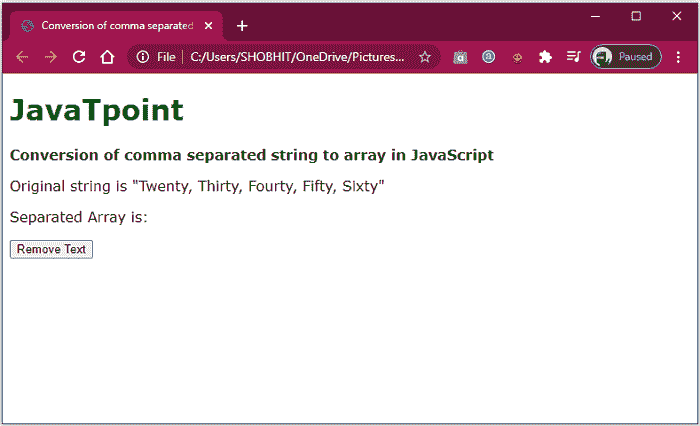 Conversion of comma separated
File
C:/Users/SHOBHIT/OneDrive/Pictures...
Paused
JavaTpoint
Conversion of comma separated string to array in JavaScript
Original string is "Twenty, Thirty, Fourty, Fifty, Sixty"
Separated Array is:
Remove Text